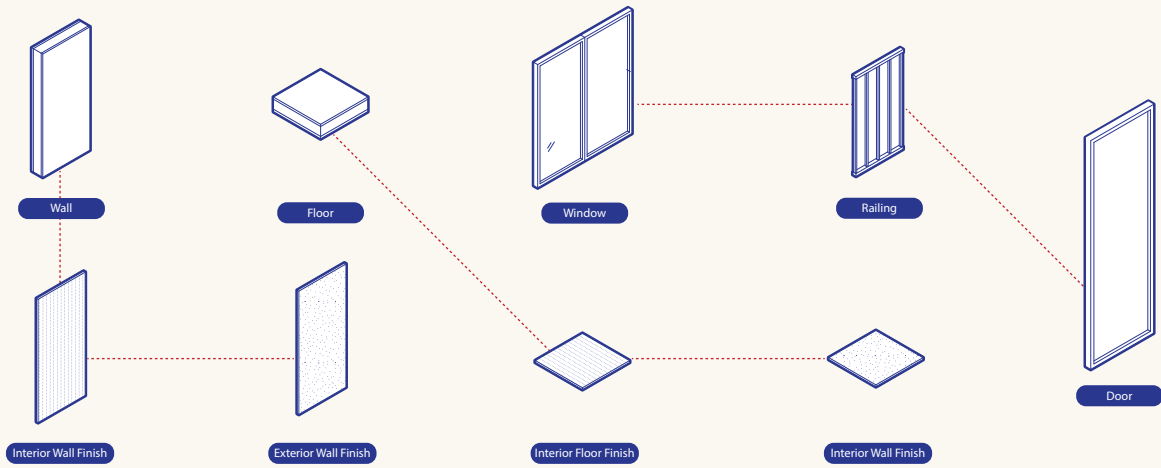 Wall
Floor
Window
Railing
Door
Interior Wall Finish
Exterior Wall Finish
Interior Floor Finish
Interior Wall Finish